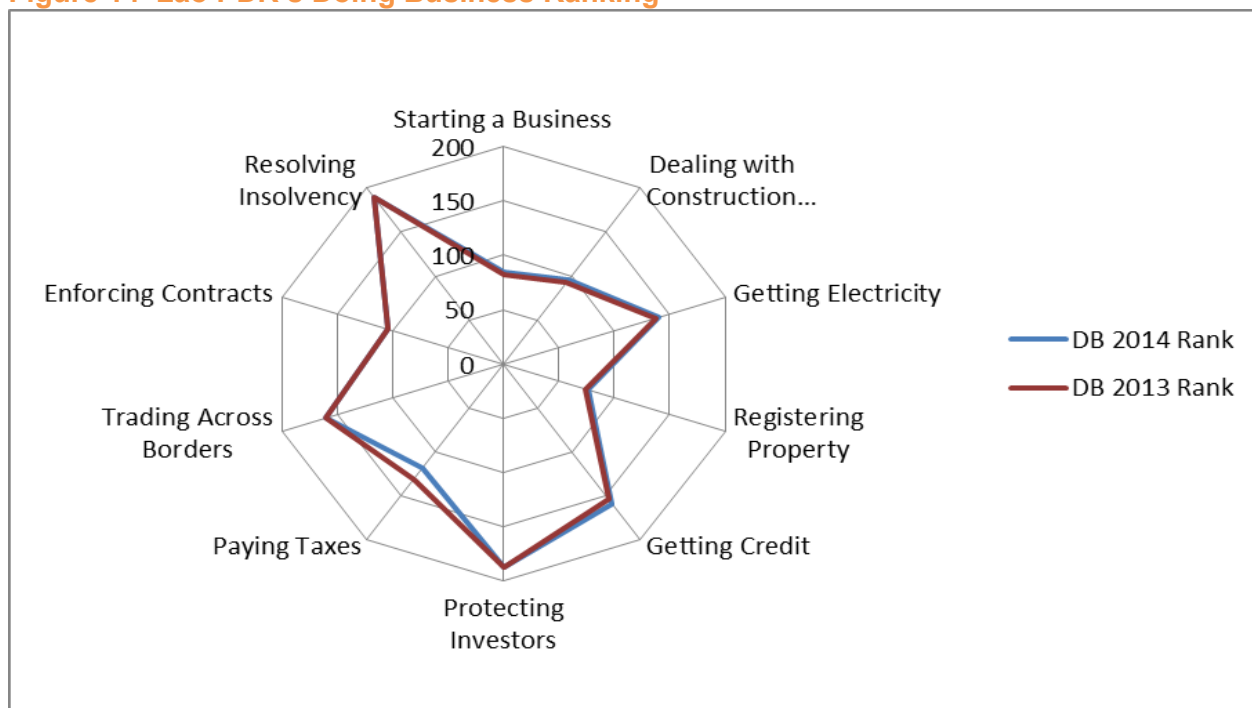 Starting a Business
200
Dealing with
Construction...
Resolving
Insolvency
150
100
Getting Electricity
Enforcing Contracts
50
0
DB 2014 Rank
DB 2013 Rank
Trading Across
Borders
Registering
Property
Paying Taxes
Getting Credit
Protecting
Investors